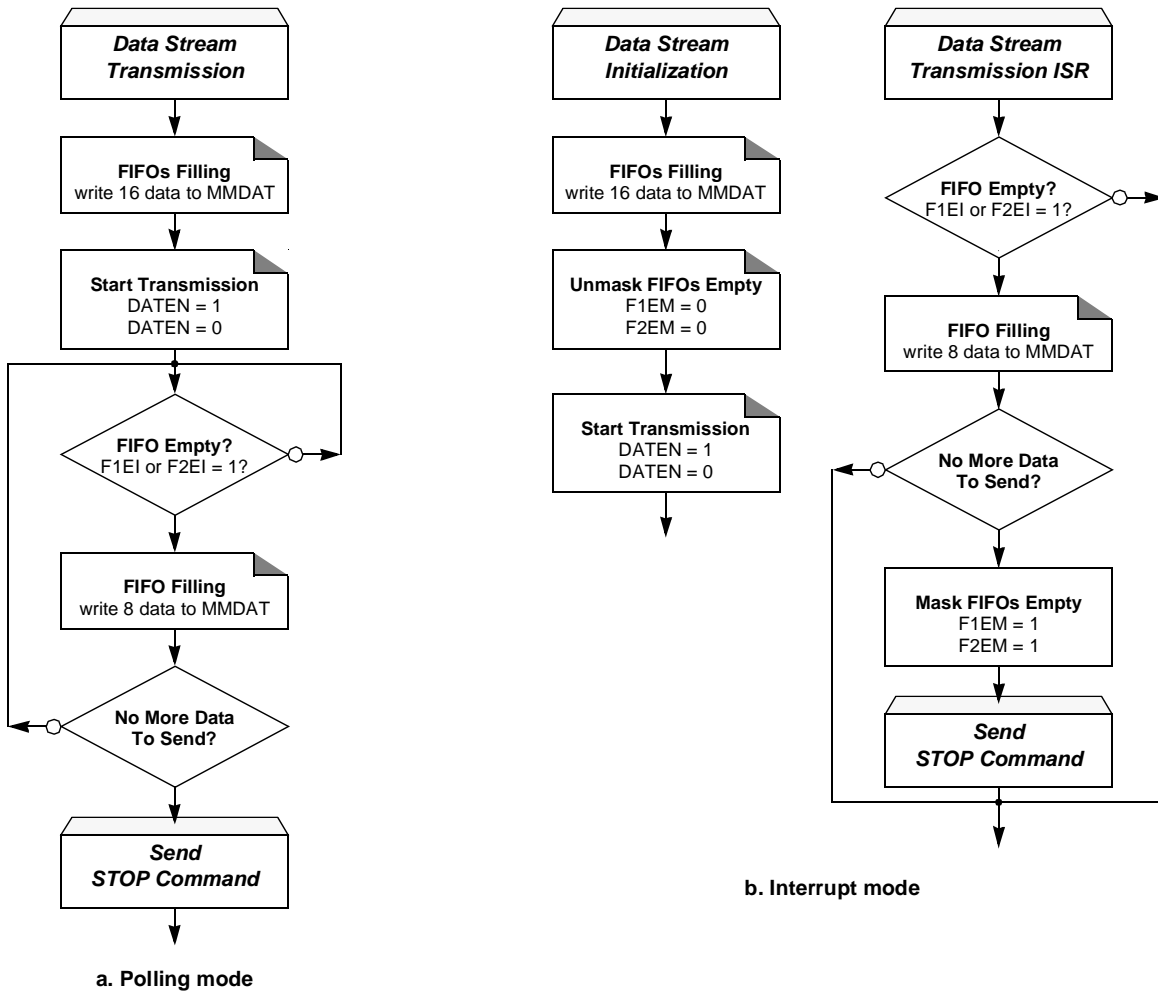 Data Stream
Transmission
FIFOs Filling
write 16 data to MMDAT
Start Transmission
DATEN = 1
DATEN = 0
FIFO Empty?
F1EI or F2EI = 1?
FIFO Filling
write 8 data to MMDAT
No More Data
To Send?
Send
STOP Command
a. Polling mode
Data Stream
Initialization
FIFOs Filling
write 16 data to MMDAT
Unmask FIFOs Empty
F1EM = 0
F2EM = 0
Start Transmission
DATEN = 1
DATEN = 0
Data Stream
Transmission ISR
FIFO Empty?
F1EI or F2EI = 1?
FIFO Filling
write 8 data to MMDAT
No More Data
To Send?
Mask FIFOs Empty
F1EM = 1
F2EM = 1
Send
STOP Command
b. Interrupt mode